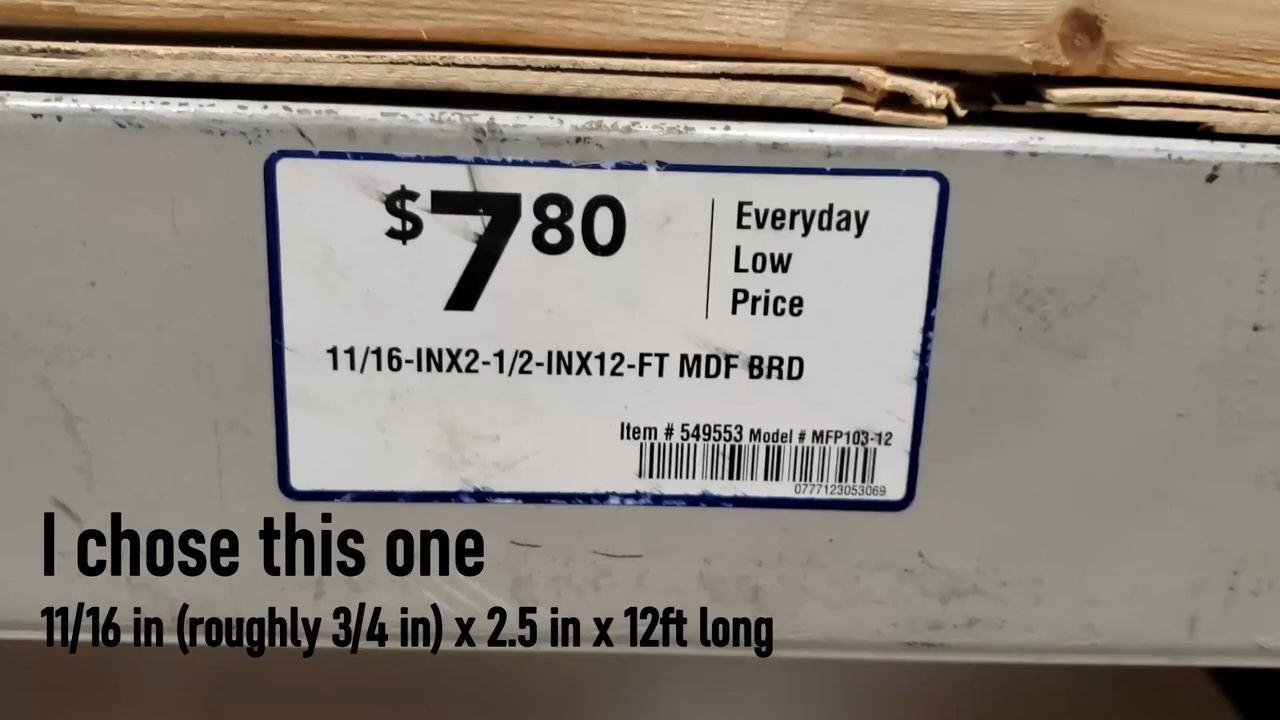 $780
Everyday
Low
Price
11/16-INX2-1/2-INX12-FT MDF BRD
Item # 549553 Model # MFP103-12
0777123053069
I chose this one
11/16 in (roughly 3/4 in) x 2.5 in x 12ft long